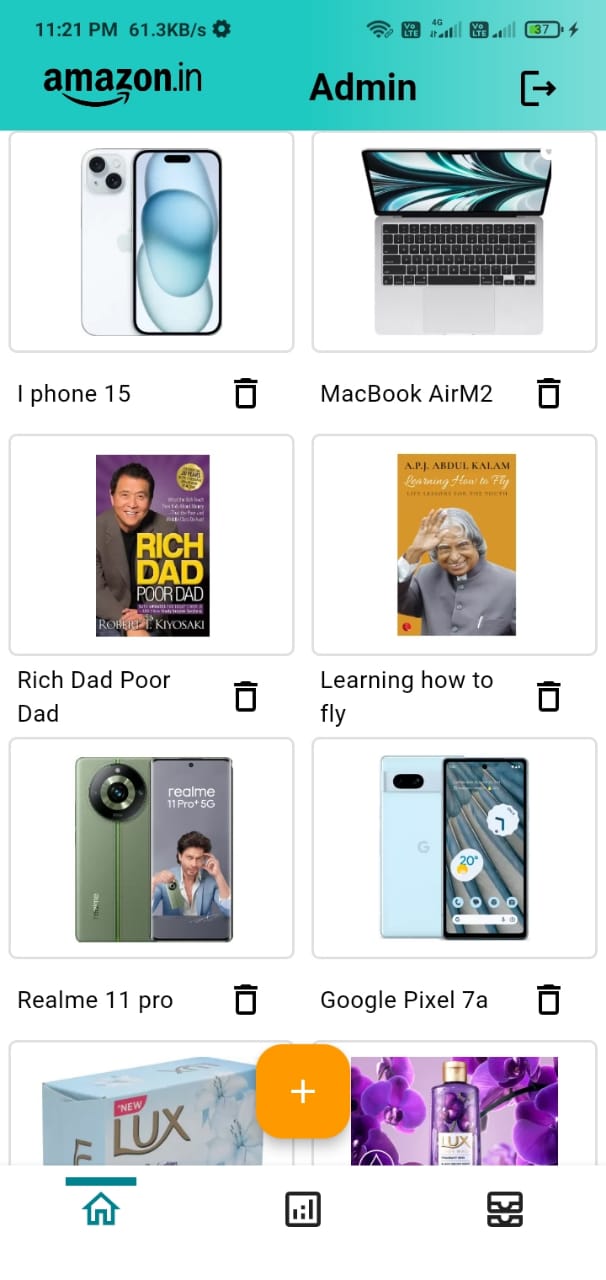 11:21 PM 61.3KB/s
4G
Vo LTE
Vo LTE
37
amazon.in
Admin
I phone 15
MacBook AirM2
RICH
DAD
POOR DAD
ROBERT T. KIYOSAKI
A.P.J. ABDUL KALAM
Learning How to Fly
LIFE LESSONS FOR THE YOUTH
Rich Dad Poor
Dad
Learning how to
fly
realme
11 Pro+ 5G
realme
G
20°
G
Realme 11 pro
Google Pixel 7a
NEW
LUX
LUX